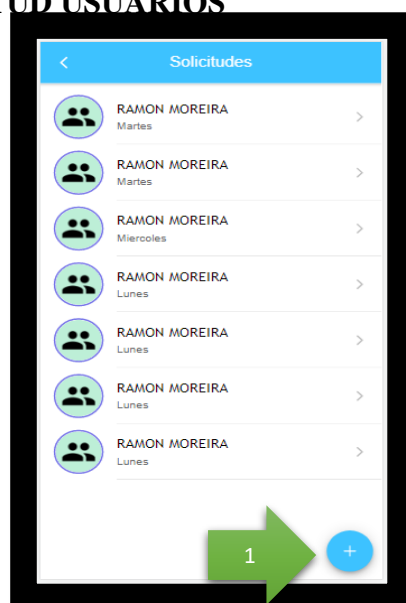 UD USUARIOS
Solicitudes
RAMON MOREIRA
Martes
RAMON MOREIRA
Martes
RAMON MOREIRA
Miercoles
RAMON MOREIRA
Lunes
RAMON MOREIRA
Lunes
RAMON MOREIRA
Lunes
RAMON MOREIRA
Lunes
1
+